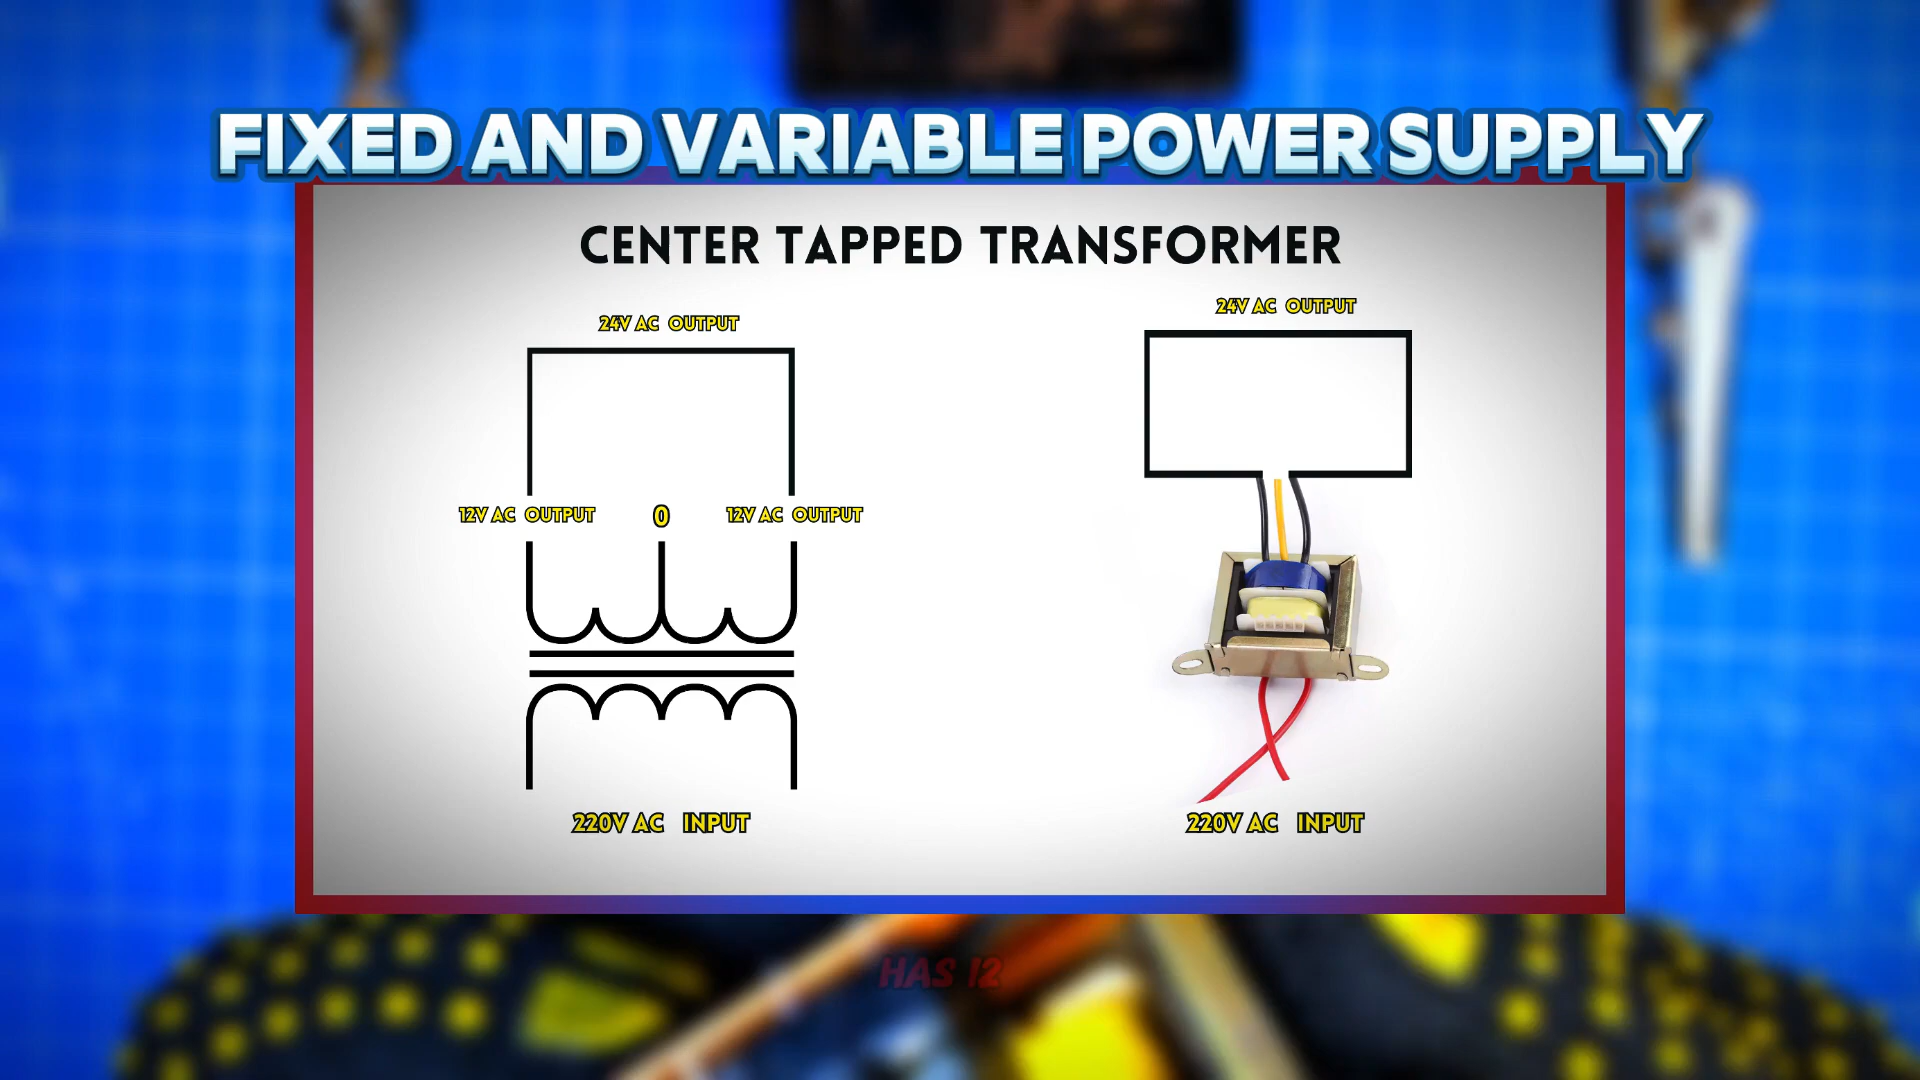 FIXED AND VARIABLE POWER SUPPLY
CENTER TAPPED TRANSFORMER
24V AC OUTPUT
24V AC OUTPUT
12V AC OUTPUT 0 12V AC OUTPUT
220V AC INPUT
220V AC INPUT
HAS 12